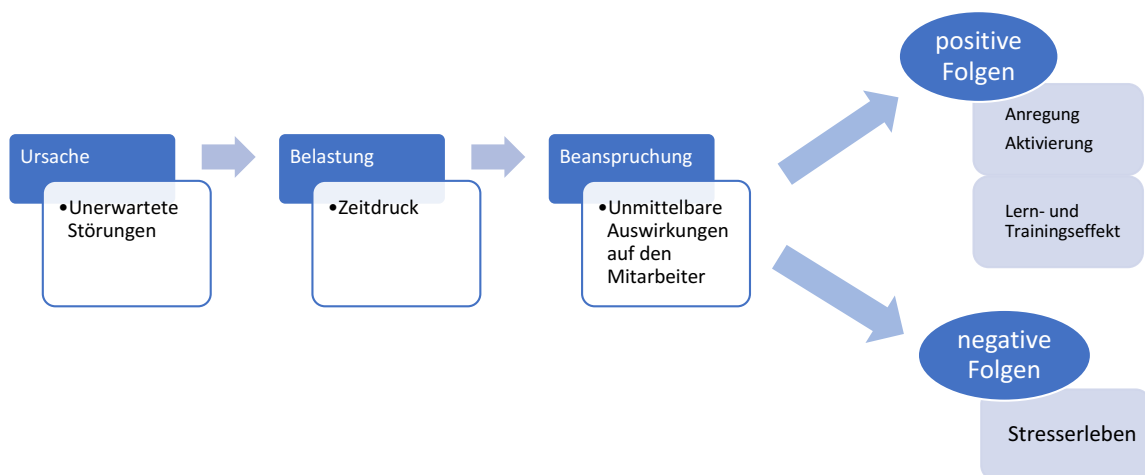 Ursache
•Unerwartete
Störungen
Belastung
•Zeitdruck
Beanspruchung
•Unmittelbare
Auswirkungen
auf den
Mitarbeiter
positive
Folgen
Anregung
Aktivierung
Lern- und
Trainingseffekt
negative
Folgen
Stresserleben